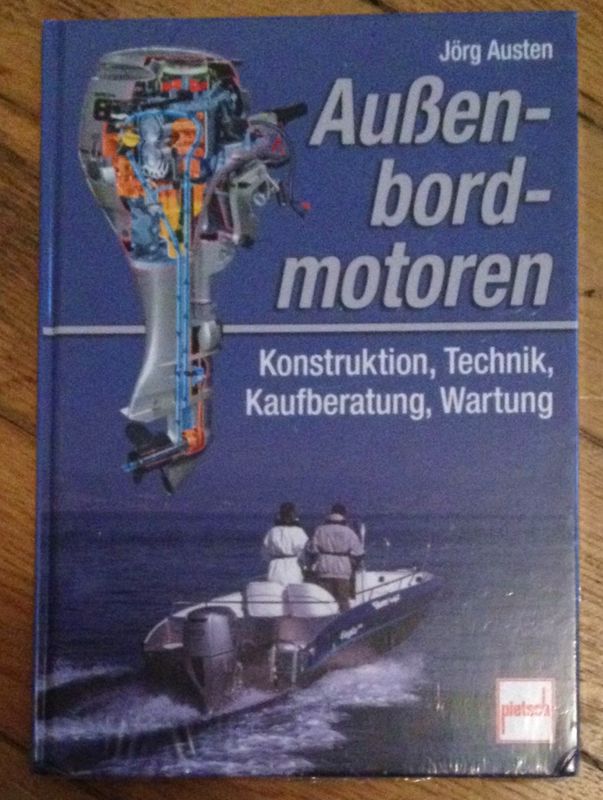 Jörg Austen
Außen-
bord-
motoren
Konstruktion, Technik,
Kaufberatung, Wartung
pietsch